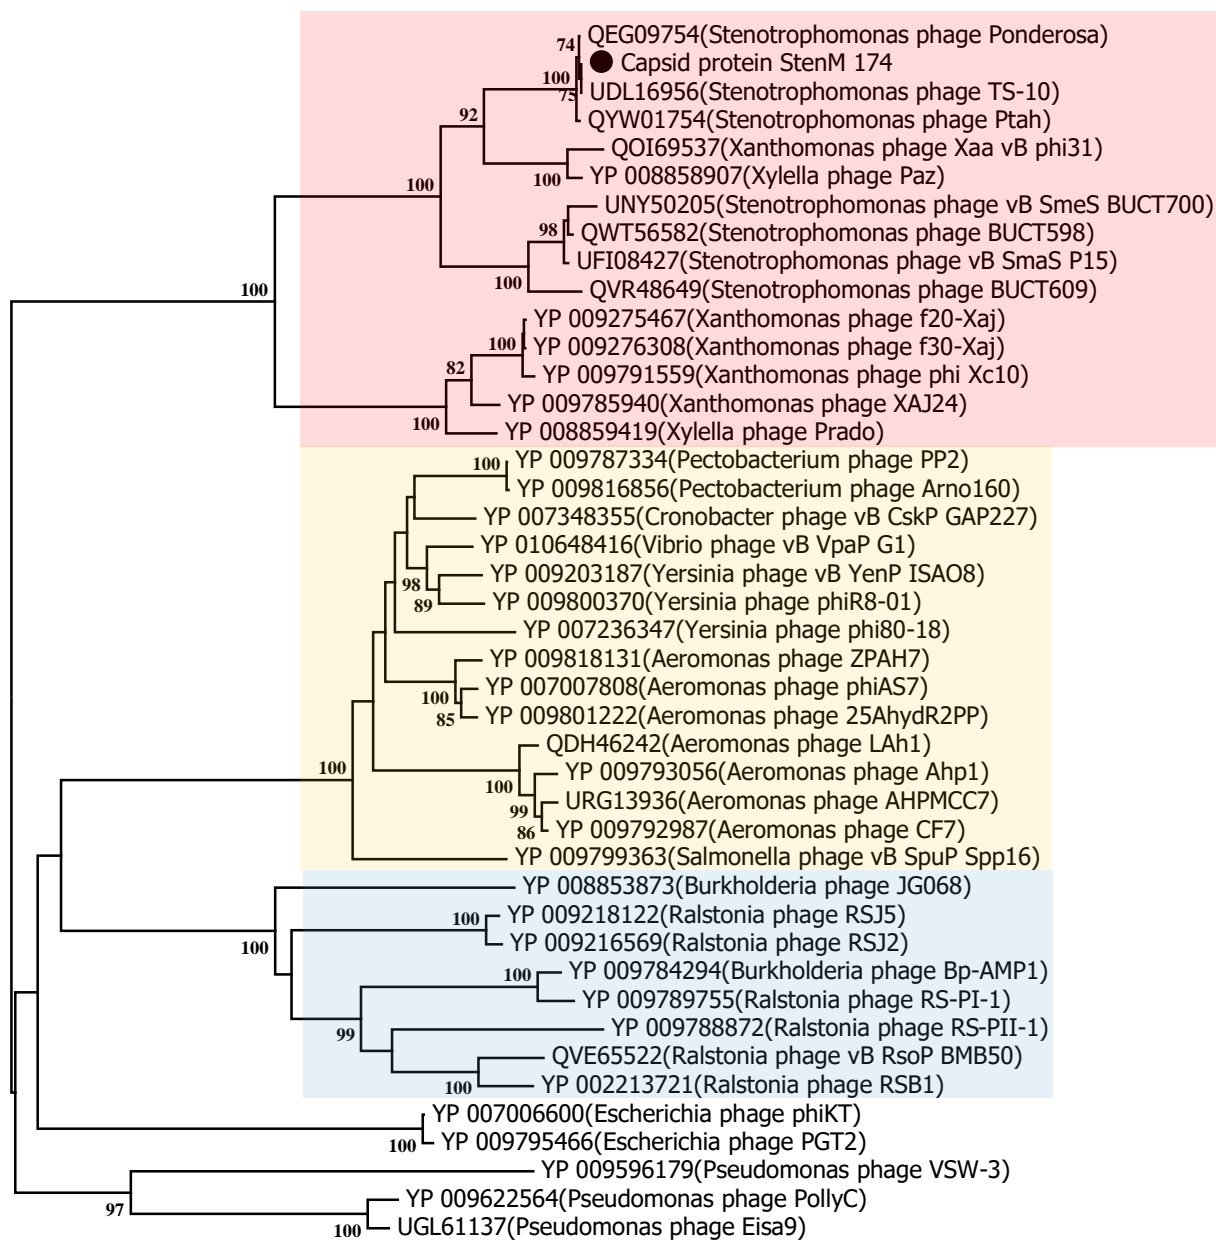 QEG09754(Stenotrophomonas phage Ponderosa)
74
Capsid protein StenM 174
100
75
UDL16956(Stenotrophomonas phage TS-10)
92
QYW01754(Stenotrophomonas phage Ptah)
QOI69537(Xanthomonas phage Xaa vB phi31)
100
100
YP 008858907(Xylella phage Paz)
UNY50205(Stenotrophomonas phage vB SmeS BUCT700)
98
QWT56582(Stenotrophomonas phage BUCT598)
UFI08427(Stenotrophomonas phage vB SmaS P15)
100
100
QVR48649(Stenotrophomonas phage BUCT609)
YP 009275467(Xanthomonas phage f20-Xaj)
100
YP 009276308(Xanthomonas phage f30-Xaj)
82
YP 009791559(Xanthomonas phage phi Xc10)
YP 009785940(Xanthomonas phage XAJ24)
100
YP 008859419(Xylella phage Prado)
100
YP 009787334(Pectobacterium phage PP2)
YP 009816856(Pectobacterium phage Arno160)
YP 007348355(Cronobacter phage vB CskP GAP227)
YP 010648416(Vibrio phage vB VpaP G1)
98
YP 009203187(Yersinia phage vB YenP ISAO8)
89
YP 009800370(Yersinia phage phiR8-01)
YP 007236347(Yersinia phage phi80-18)
YP 009818131(Aeromonas phage ZPAH7)
100
YP 007007808(Aeromonas phage phiAS7)
85
YP 009801222(Aeromonas phage 25AhydR2PP)
QDH46242(Aeromonas phage LAh1)
100
100
YP 009793056(Aeromonas phage Ahp1)
99
URG13936(Aeromonas phage AHPMCC7)
86
YP 009792987(Aeromonas phage CF7)
YP 009799363(Salmonella phage vB SpuP Spp16)
YP 008853873(Burkholderia phage JG068)
100
YP 009218122(Ralstonia phage RSJ5)
100
YP 009216569(Ralstonia phage RSJ2)
100
YP 009784294(Burkholderia phage Bp-AMP1)
YP 009789755(Ralstonia phage RS-PI-1)
99
YP 009788872(Ralstonia phage RS-PII-1)
QVE65522(Ralstonia phage vB RsoP BMB50)
100
YP 002213721(Ralstonia phage RSB1)
YP 007006600(Escherichia phage phiKT)
100
YP 009795466(Escherichia phage PGT2)
YP 009596179(Pseudomonas phage VSW-3)
97
YP 009622564(Pseudomonas phage PollyC)
100
UGL61137(Pseudomonas phage Eisa9)